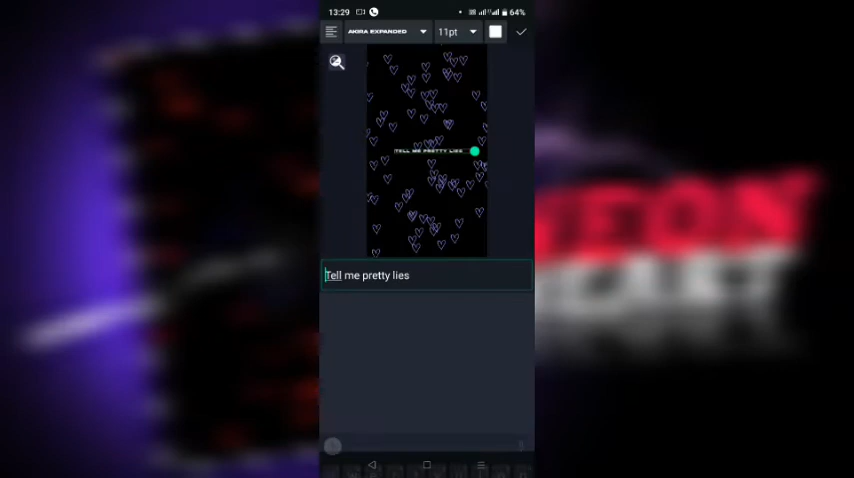 13:29
64%
AKIRA EXPANDED
11pt
TELL ME PRETTY LIES
Tell me pretty lies